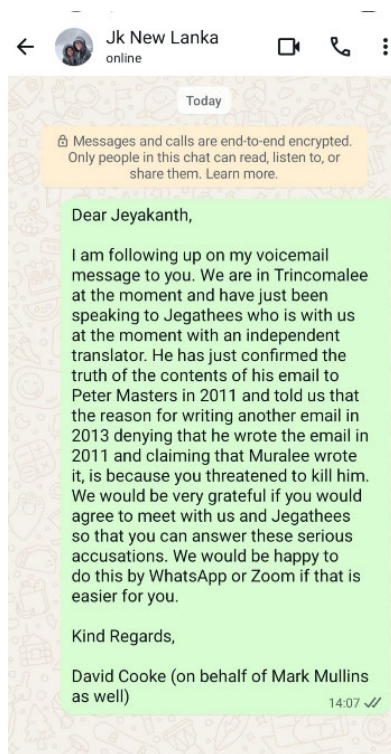 Jk New Lanka
online
Today
Messages and calls are end-to-end encrypted.
Only people in this chat can read, listen to, or
share them. Learn more.
Dear Jeyakanth,
I am following up on my voicemail
message to you. We are in Trincomalee
at the moment and have just been
speaking to Jegathees who is with us
at the moment with an independent
translator. He has just confirmed the
truth of the contents of his email to
Peter Masters in 2011 and told us that
the reason for writing another email in
2013 denying that he wrote the email in
2011 and claiming that Muralee wrote
it, is because you threatened to kill him.
We would be very grateful if you would
agree to meet with us and Jegathees
so that you can answer these serious
accusations. We would be happy to
do this by WhatsApp or Zoom if that is
easier for you.
Kind Regards,
David Cooke (on behalf of Mark Mullins
as well)
14:07